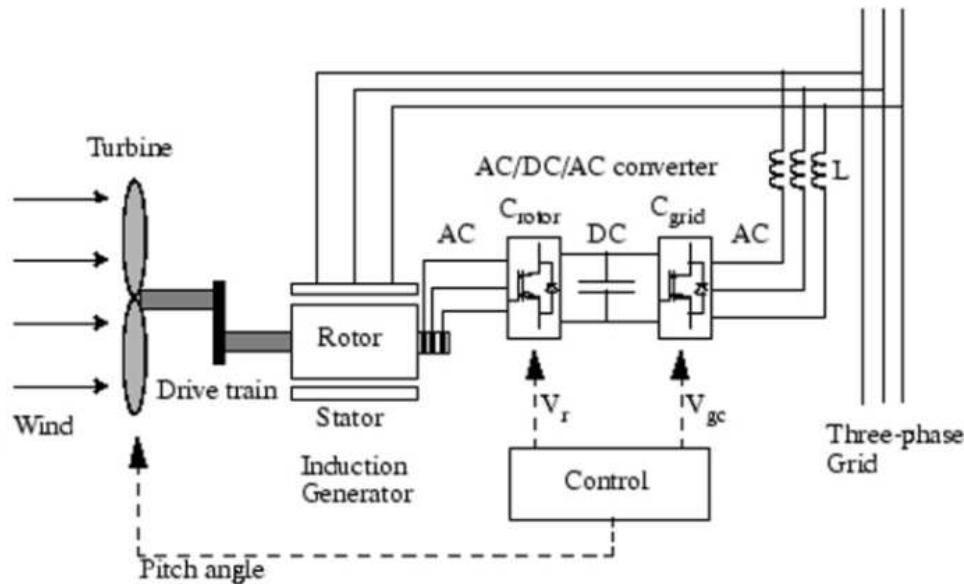 Turbine
AC/DC/AC converter
L
C_rotor
C_grid
AC
DC
AC
Rotor
Drive train
Stator
Wind
V_r
V_gc
Three-phase
Grid
Induction
Generator
Control
Pitch angle